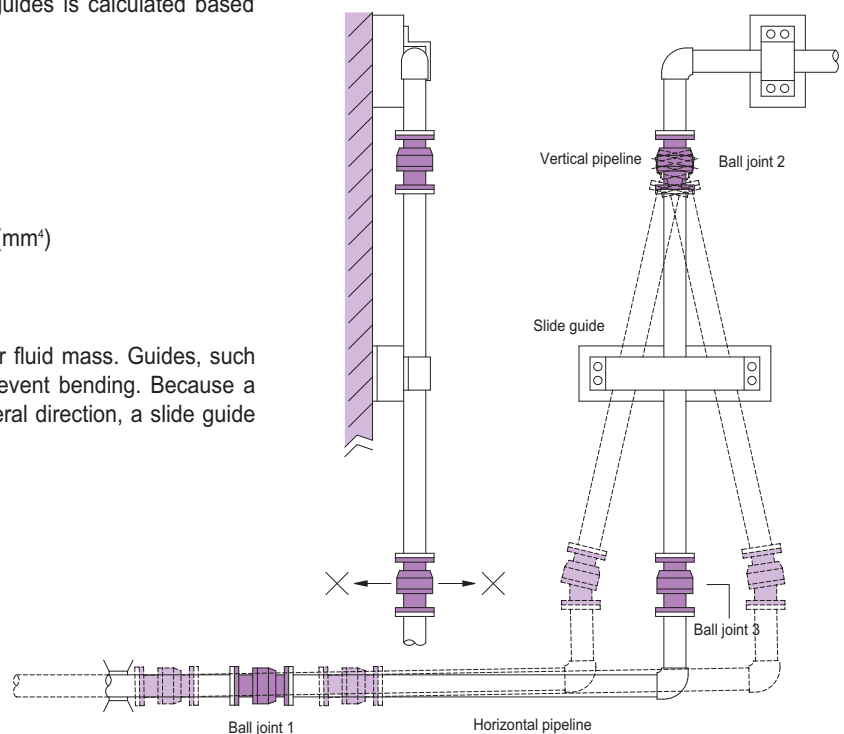 guides is calculated based
(mm⁴)
r fluid mass. Guides, such
event bending. Because a
eral direction, a slide guide
Vertical pipeline
Ball joint 2
Slide guide
Ball joint 3
Ball joint 1
Horizontal pipeline